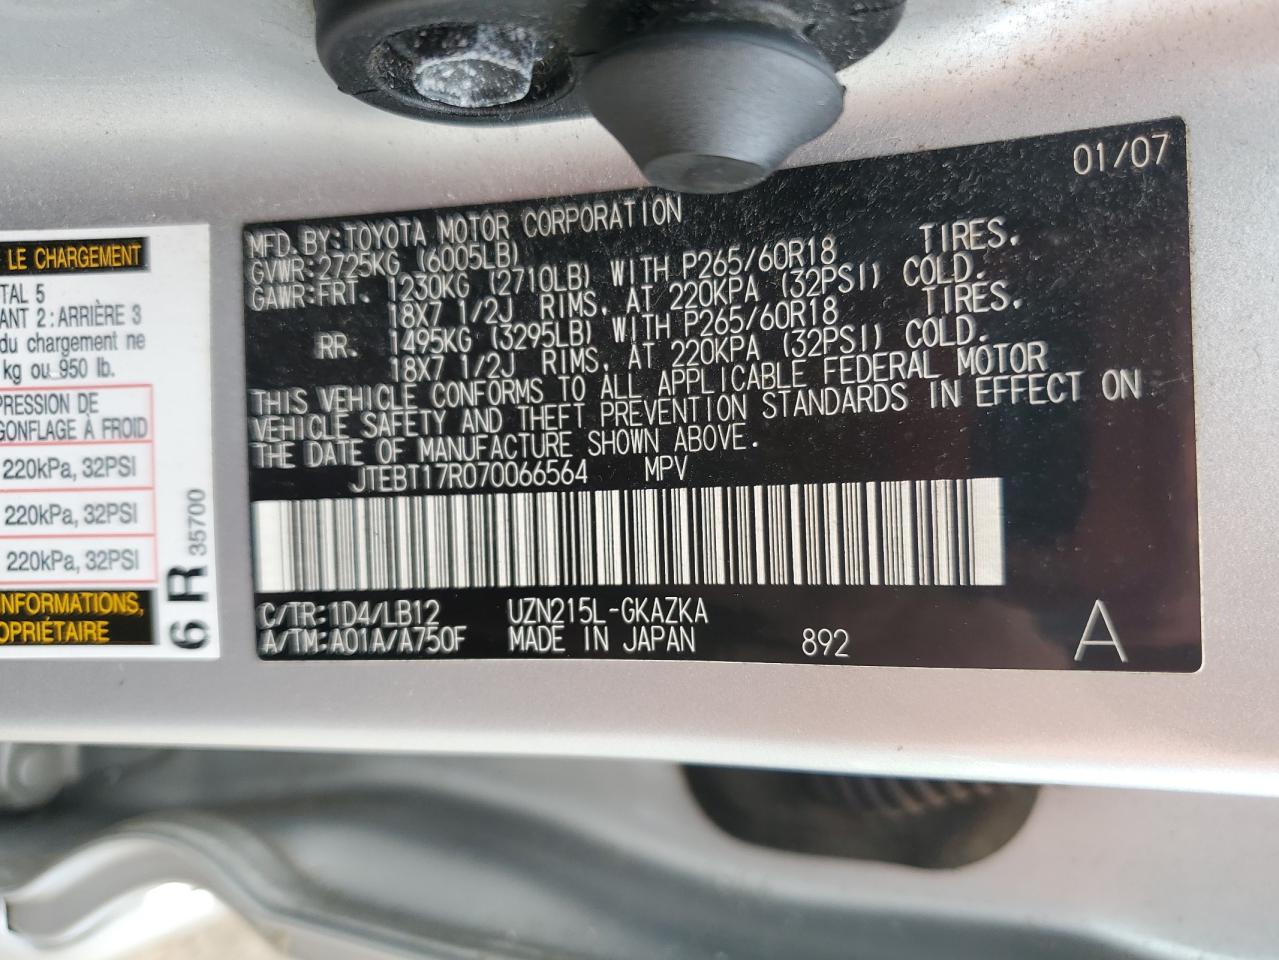 LE CHARGEMENT
TAL 5
ANT 2: ARRIÈRE 3
du chargement ne
kg ou 950 lb.
PRESSION DE
GONFLAGE À FROID
220kPa, 32PSI
220kPa, 32PSI
220kPa, 32PSI
INFORMATIONS,
OPRIÉTAIRE
6 R 35700
01/07
MFD. BY: TOYOTA MOTOR CORPORATION
GVWR: 2725KG (6005LB)
GAWR: FRT. 1230KG (2710LB) WITH P265/60R18 TIRES.
18X7 1/2J RIMS, AT 220KPA (32PSI) COLD.
RR. 1495KG (3295LB) WITH P265/60R18 TIRES.
18X7 1/2J RIMS, AT 220KPA (32PSI) COLD.
THIS VEHICLE CONFORMS TO ALL APPLICABLE FEDERAL MOTOR
VEHICLE SAFETY AND THEFT PREVENTION STANDARDS IN EFFECT ON
THE DATE OF MANUFACTURE SHOWN ABOVE.
JTEBT17R070066564 MPV
C/TR: 1D4/LB12 UZN215L-GKAZKA
A/TM: A01A/A750F MADE IN JAPAN 892 A